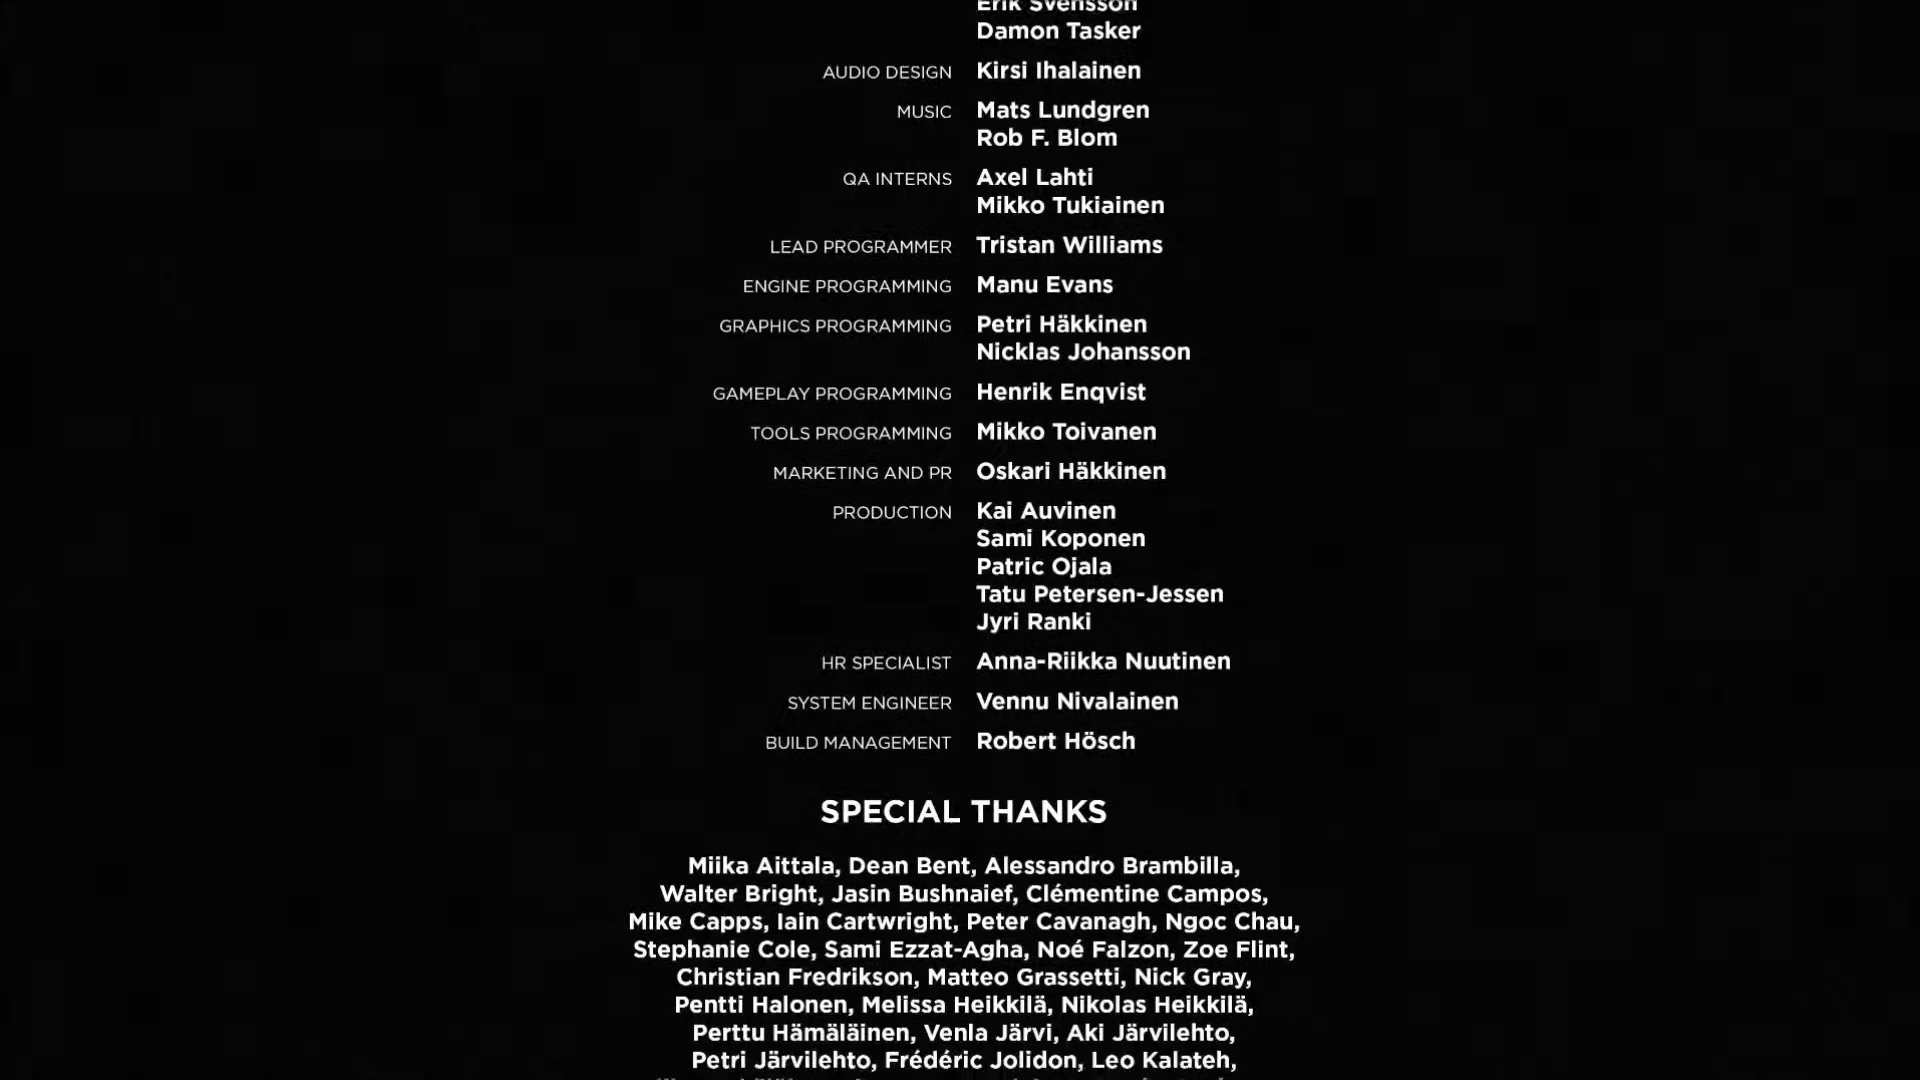 Erik Svensson
Damon Tasker
AUDIO DESIGN Kirsi Ihalainen
MUSIC Mats Lundgren
Rob F. Blom
QA INTERNS Axel Lahti
Mikko Tukiainen
LEAD PROGRAMMER Tristan Williams
ENGINE PROGRAMMING Manu Evans
GRAPHICS PROGRAMMING Petri Häkkinen
Nicklas Johansson
GAMEPLAY PROGRAMMING Henrik Enqvist
TOOLS PROGRAMMING Mikko Toivanen
MARKETING AND PR Oskari Häkkinen
PRODUCTION Kai Auvinen
Sami Koponen
Patric Ojala
Tatu Petersen-Jessen
Jyri Ranki
HR SPECIALIST Anna-Riikka Nuutinen
SYSTEM ENGINEER Vennu Nivalainen
BUILD MANAGEMENT Robert Hösch
SPECIAL THANKS
Miika Aittala, Dean Bent, Alessandro Brambilla,
Walter Bright, Jasin Bushnaief, Clémentine Campos,
Mike Capps, Iain Cartwright, Peter Cavanagh, Ngoc Chau,
Stephanie Cole, Sami Ezzat-Agha, Noé Falzon, Zoe Flint,
Christian Fredrikson, Matteo Grassetti, Nick Gray,
Pentti Halonen, Melissa Heikkilä, Nikolas Heikkilä,
Perttu Hämäläinen, Venla Järvi, Aki Järvilehto,
Petri Järvilehto, Frédéric Jolidon, Leo Kalateh,